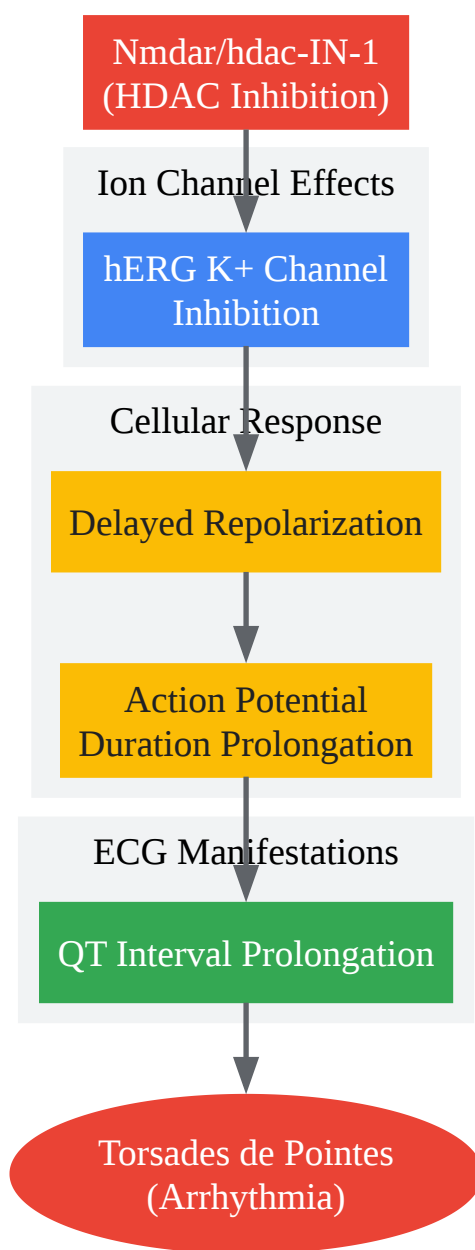 Nmdar/hdac-IN-1
(HDAC Inhibition)
Ion Channel Effects
hERG K+ Channel
Inhibition
Cellular Response
Delayed Repolarization
Action Potential
Duration Prolongation
ECG Manifestations
QT Interval Prolongation
Torsades de Pointes
(Arrhythmia)